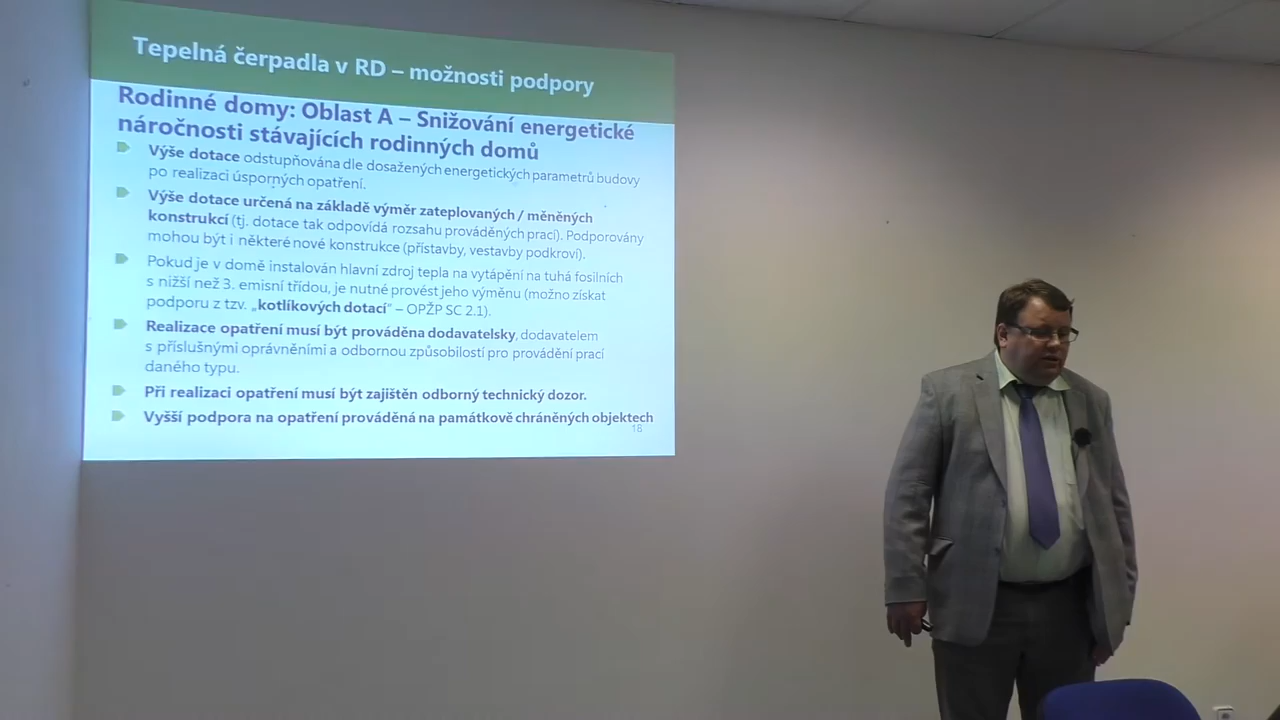 Tepelná čerpadla v RD – možnosti podpory
Rodinné domy: Oblast A – Snižování energetické
náročnosti stávajících rodinných domů
Výše dotace odstupňována dle dosažených energetických parametrů budovy
po realizaci úsporných opatření.
Výše dotace určená na základě výměr zateplovaných / měněných
konstrukcí (tj. dotace tak odpovídá rozsahu prováděných prací). Podporovány
mohou být i některé nové konstrukce (přístavby, vestavby podkroví).
Pokud je v domě instalován hlavní zdroj tepla na vytápění na tuhá fosilních
s nižší než 3. emisní třídou, je nutné provést jeho výměnu (možno získat
podporu z tzv. „kotlíkových dotací“ – OPŽP SC 2.1).
Realizace opatření musí být prováděna dodavatelsky, dodavatelem
s příslušnými oprávněními a odbornou způsobilostí pro provádění prací
daného typu.
Při realizaci opatření musí být zajištěn odborný technický dozor.
Vyšší podpora na opatření prováděná na památkově chráněných objektech
18